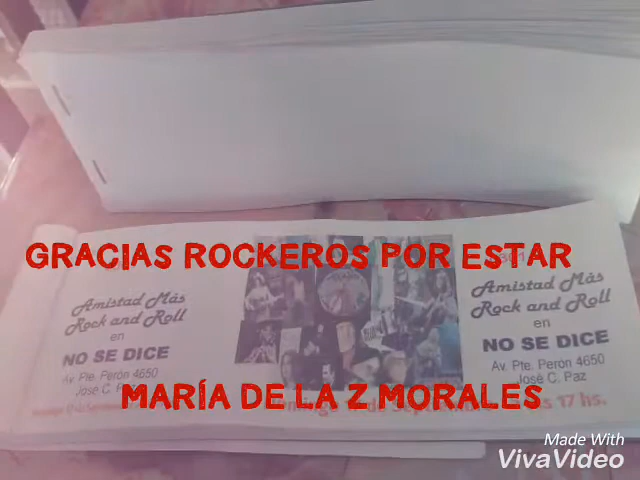 GRACIAS ROCKEROS POR ESTAR
Amistad Más
Rock and Roll
en
NO SE DICE
Av. Pte. Perón 4650
José C.
Amistad Más
Rock and Roll
en
NO SE DICE
Av. Pte. Perón 4650
José C. Paz
17 hs.
MARÍA DE LA Z MORALES
Made With
VivaVideo